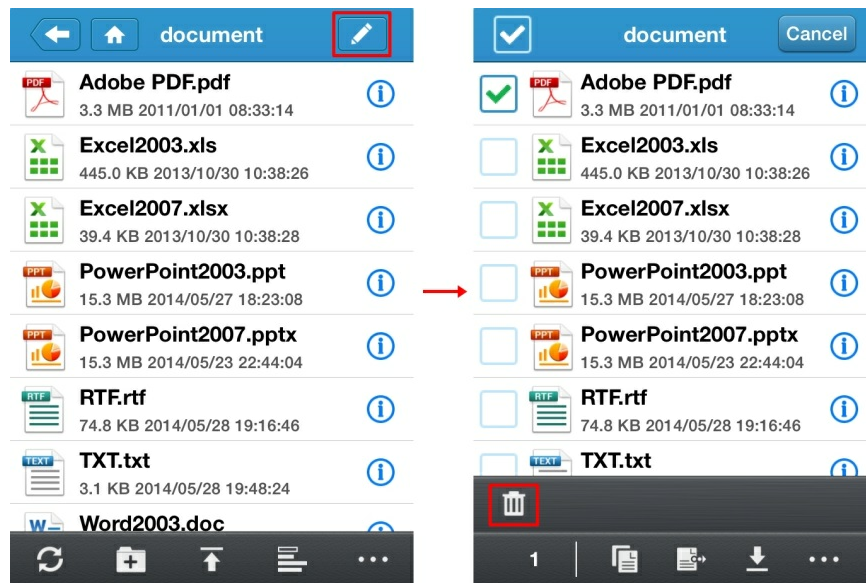 document
PDF
Adobe PDF.pdf
3.3 MB 2011/01/01 08:33:14
X
Excel2003.xls
445.0 KB 2013/10/30 10:38:26
X
Excel2007.xlsx
39.4 KB 2013/10/30 10:38:28
PPT
PowerPoint2003.ppt
15.3 MB 2014/05/27 18:23:08
PPT
PowerPoint2007.pptx
15.3 MB 2014/05/23 22:44:04
RTF
RTF.rtf
74.8 KB 2014/05/28 19:16:46
TEXT
TXT.txt
3.1 KB 2014/05/28 19:48:24
W
Word2003.doc
document
Cancel
PDF
Adobe PDF.pdf
3.3 MB 2011/01/01 08:33:14
X
Excel2003.xls
445.0 KB 2013/10/30 10:38:26
X
Excel2007.xlsx
39.4 KB 2013/10/30 10:38:28
PPT
PowerPoint2003.ppt
15.3 MB 2014/05/27 18:23:08
PPT
PowerPoint2007.pptx
15.3 MB 2014/05/23 22:44:04
RTF
RTF.rtf
74.8 KB 2014/05/28 19:16:46
TEXT
TXT.txt
1